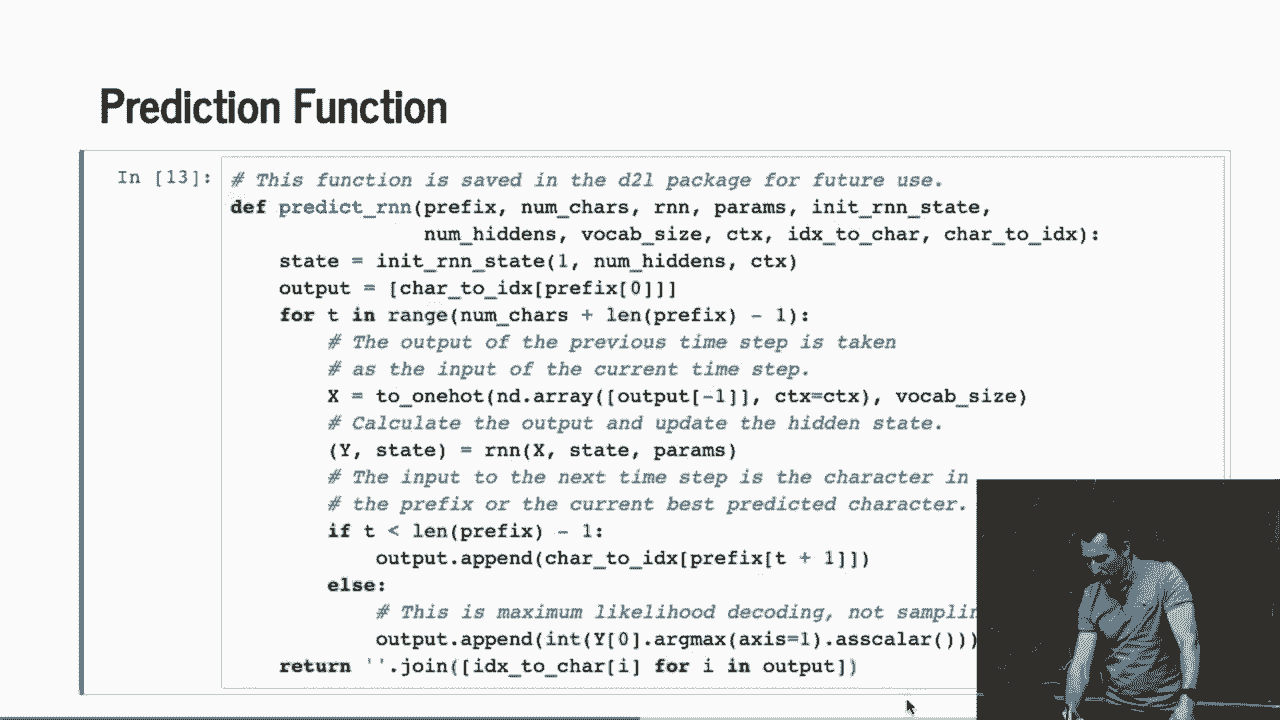 Prediction Function
In [13]:
# This function is saved in the d2l package for future use.
def predict_rnn(prefix, num_chars, rnn, params, init_rnn_state,
                num_hiddens, vocab_size, ctx, idx_to_char, char_to_idx):
    state = init_rnn_state(1, num_hiddens, ctx)
    output = [char_to_idx[prefix[0]]]
    for t in range(num_chars + len(prefix) - 1):
        # The output of the previous time step is taken
        # as the input of the current time step.
        X = to_onehot(nd.array([output[-1]], ctx=ctx), vocab_size)
        # Calculate the output and update the hidden state.
        (Y, state) = rnn(X, state, params)
        # The input to the next time step is the character in
        # the prefix or the current best predicted character.
        if t < len(prefix) - 1:
            output.append(char_to_idx[prefix[t + 1]])
        else:
            # This is maximum likelihood decoding, not samplin
            output.append(int(Y[0].argmax(axis=1).asscalar()))
    return ''.join([idx_to_char[i] for i in output])